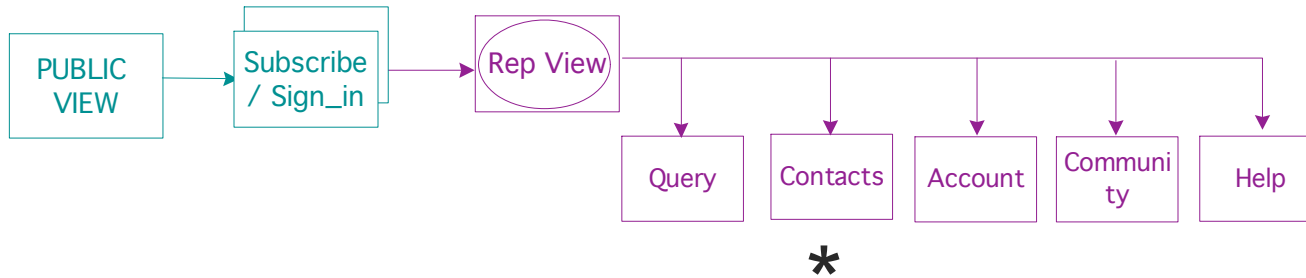 PUBLIC
VIEW
Subscribe
/ Sign_in
Rep View
Query
Contacts
Account
Communi
ty
Help
*